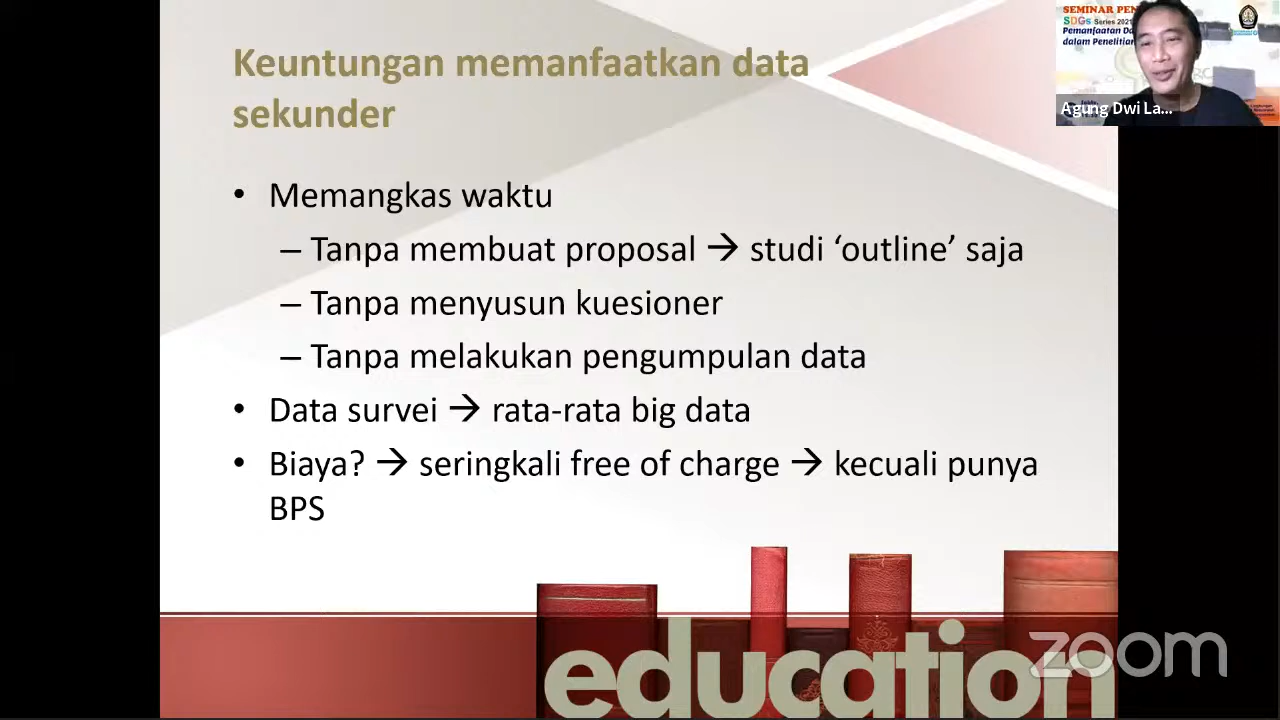 Keuntungan memanfaatkan data
sekunder
• Memangkas waktu
– Tanpa membuat proposal → studi ‘outline’ saja
– Tanpa menyusun kuesioner
– Tanpa melakukan pengumpulan data
• Data survei → rata-rata big data
• Biaya? → seringkali free of charge → kecuali punya
BPS
education
zoom
SEMINAR PEN
SDGs Series 2021
Pemanfaatan Da
dalam Penelitian
Agung Dwi La...